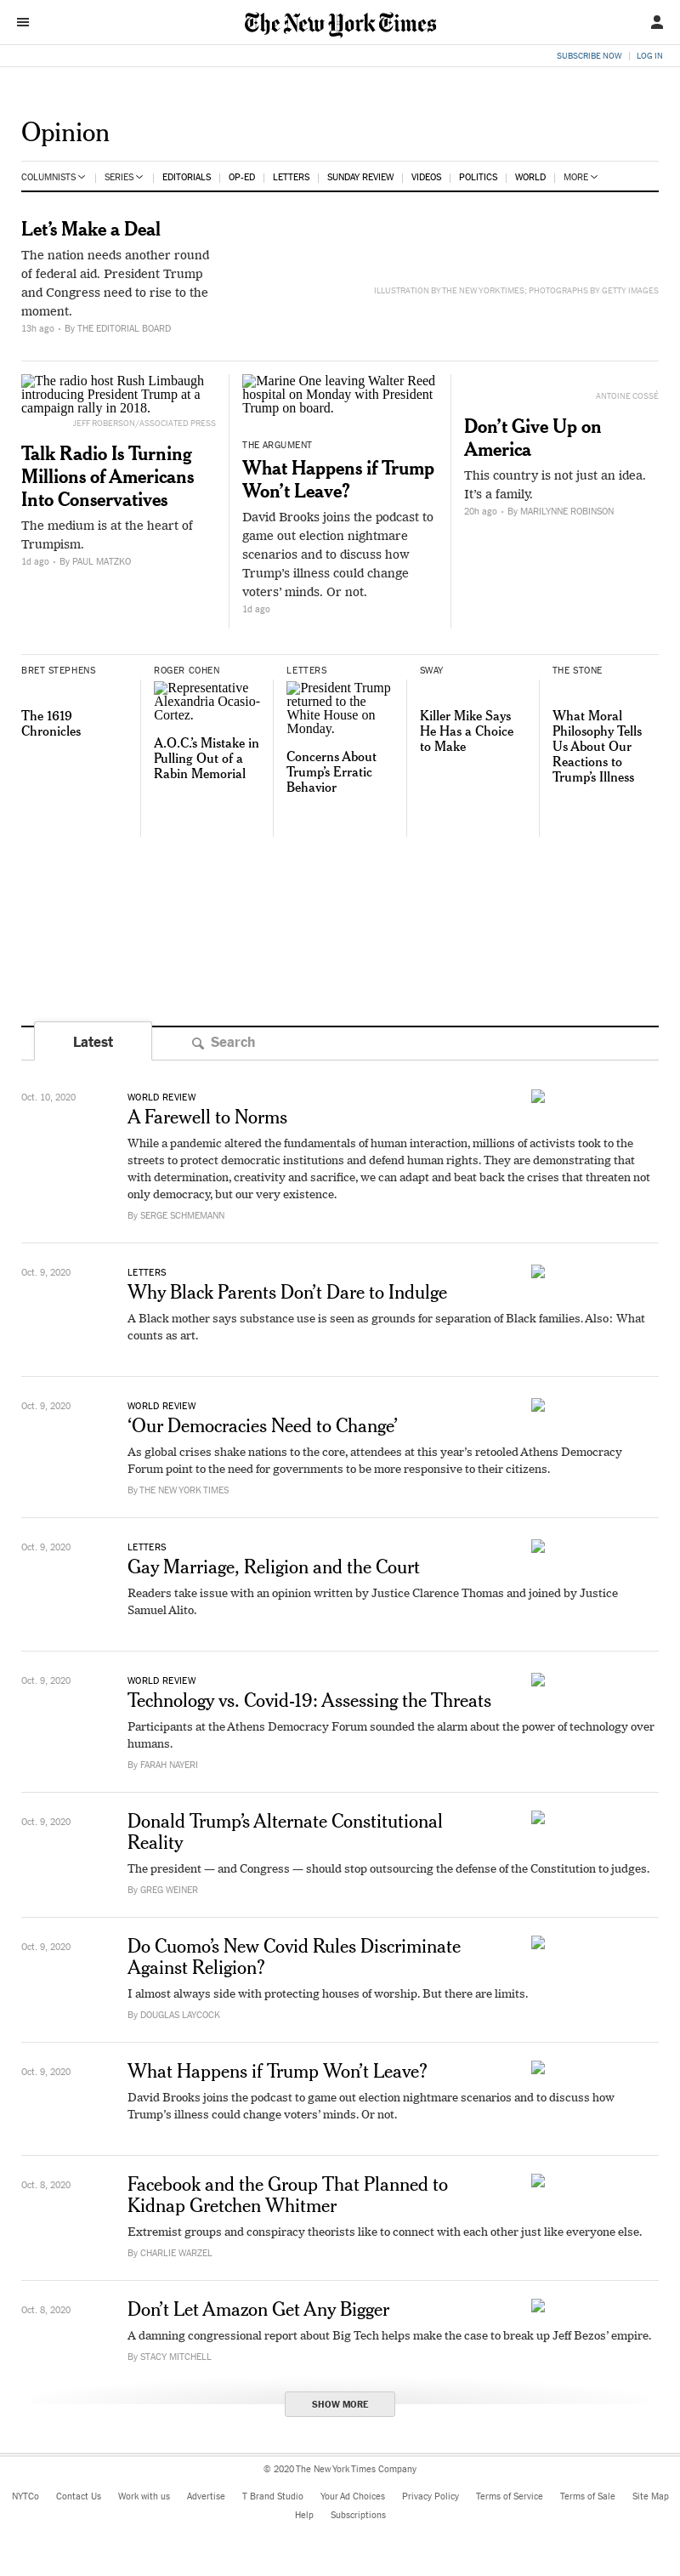 The New York Times
SUBSCRIBE NOW | LOG IN
Opinion
COLUMNISTS | SERIES | EDITORIALS | OP-ED | LETTERS | SUNDAY REVIEW | VIDEOS | POLITICS | WORLD | MORE
Let’s Make a Deal
The nation needs another round
of federal aid. President Trump
and Congress need to rise to the
moment.
13h ago • By THE EDITORIAL BOARD
ILLUSTRATION BY THE NEW YORK TIMES; PHOTOGRAPHS BY GETTY IMAGES
The radio host Rush Limbaugh
introducing President Trump at a
campaign rally in 2018.
JEFF ROBERSON/ASSOCIATED PRESS
Talk Radio Is Turning
Millions of Americans
Into Conservatives
The medium is at the heart of
Trumpism.
1d ago • By PAUL MATZKO
Marine One leaving Walter Reed
hospital on Monday with President
Trump on board.
THE ARGUMENT
What Happens if Trump
Won’t Leave?
David Brooks joins the podcast to
game out election nightmare
scenarios and to discuss how
Trump’s illness could change
voters’ minds. Or not.
1d ago
ANTOINE COSSÉ
Don’t Give Up on
America
This country is not just an idea.
It’s a family.
20h ago • By MARILYNNE ROBINSON
BRET STEPHENS
The 1619
Chronicles
ROGER COHEN
Representative
Alexandria Ocasio-
Cortez.
A.O.C.’s Mistake in
Pulling Out of a
Rabin Memorial
LETTERS
President Trump
returned to the
White House on
Monday.
Concerns About
Trump’s Erratic
Behavior
SWAY
Killer Mike Says
He Has a Choice
to Make
THE STONE
What Moral
Philosophy Tells
Us About Our
Reactions to
Trump’s Illness
Latest
Search
Oct. 10, 2020
WORLD REVIEW
A Farewell to Norms
While a pandemic altered the fundamentals of human interaction, millions of activists took to the
streets to protect democratic institutions and defend human rights. They are demonstrating that
with determination, creativity and sacrifice, we can adapt and beat back the crises that threaten not
only democracy, but our very existence.
By SERGE SCHMEMANN
Oct. 9, 2020
LETTERS
Why Black Parents Don’t Dare to Indulge
A Black mother says substance use is seen as grounds for separation of Black families. Also: What
counts as art.
Oct. 9, 2020
WORLD REVIEW
‘Our Democracies Need to Change’
As global crises shake nations to the core, attendees at this year’s retooled Athens Democracy
Forum point to the need for governments to be more responsive to their citizens.
By THE NEW YORK TIMES
Oct. 9, 2020
LETTERS
Gay Marriage, Religion and the Court
Readers take issue with an opinion written by Justice Clarence Thomas and joined by Justice
Samuel Alito.
Oct. 9, 2020
WORLD REVIEW
Technology vs. Covid-19: Assessing the Threats
Participants at the Athens Democracy Forum sounded the alarm about the power of technology over
humans.
By FARAH NAYERI
Oct. 9, 2020
Donald Trump’s Alternate Constitutional
Reality
The president — and Congress — should stop outsourcing the defense of the Constitution to judges.
By GREG WEINER
Oct. 9, 2020
Do Cuomo’s New Covid Rules Discriminate
Against Religion?
I almost always side with protecting houses of worship. But there are limits.
By DOUGLAS LAYCOCK
Oct. 9, 2020
What Happens if Trump Won’t Leave?
David Brooks joins the podcast to game out election nightmare scenarios and to discuss how
Trump’s illness could change voters’ minds. Or not.
Oct. 8, 2020
Facebook and the Group That Planned to
Kidnap Gretchen Whitmer
Extremist groups and conspiracy theorists like to connect with each other just like everyone else.
By CHARLIE WARZEL
Oct. 8, 2020
Don’t Let Amazon Get Any Bigger
A damning congressional report about Big Tech helps make the case to break up Jeff Bezos’ empire.
By STACY MITCHELL
SHOW MORE
© 2020 The New York Times Company
NYTCo Contact Us Work with us Advertise T Brand Studio Your Ad Choices Privacy Policy Terms of Service Terms of Sale Site Map
Help Subscriptions